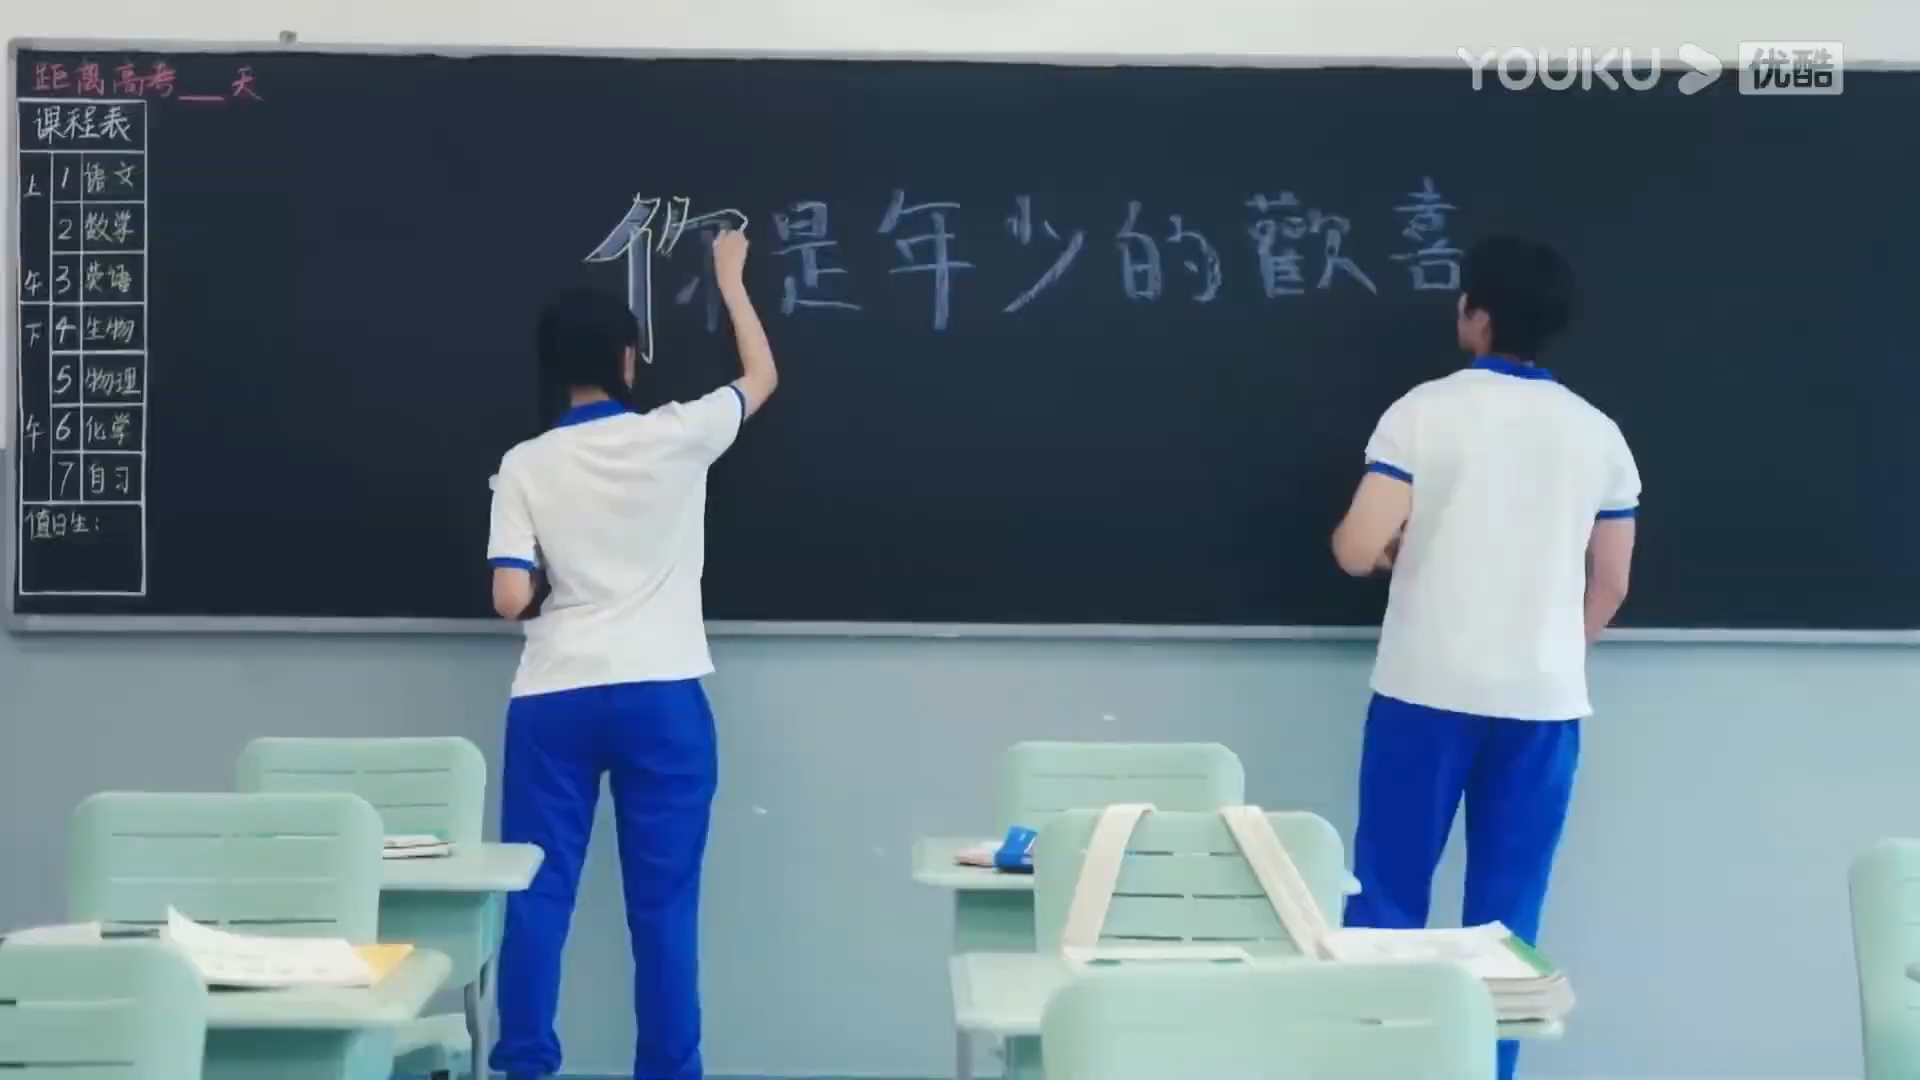 YOUKU 优酷
距离高考__天
课程表
上午
1 语文
2 数学
3 英语
下午
4 生物
5 物理
6 化学
7 自习
值日生：
你是年少的歡喜